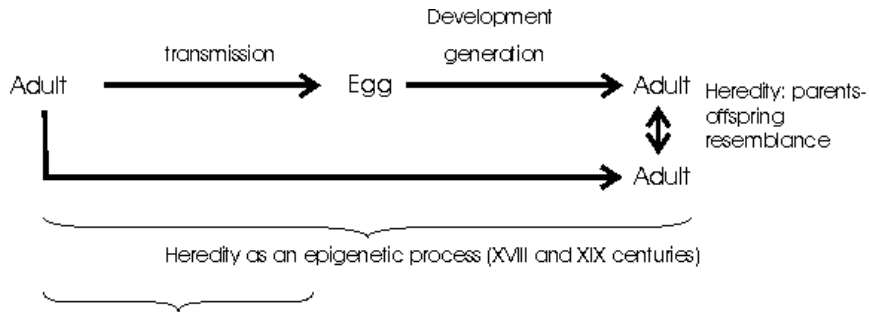 Development
transmission
generation
Adult
Egg
Adult
Heredity: parents-
offspring
resemblance
Adult
Heredity as an epigenetic process (XVIII and XIX centuries)